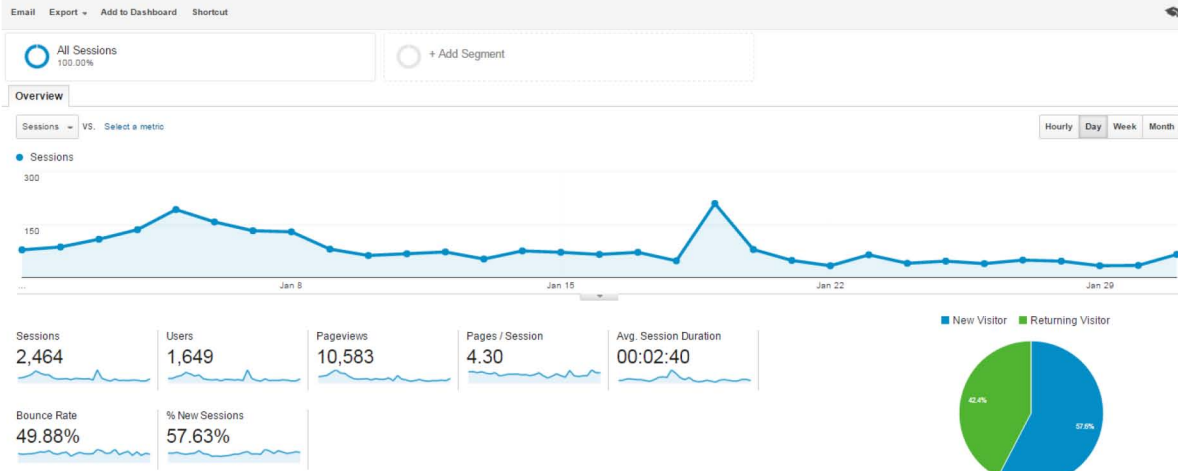 Email Export Add to Dashboard Shortcut
All Sessions
100.00%
+ Add Segment
Overview
Sessions VS. Select a metric
Hourly Day Week Month
Sessions
300
150
... Jan 8 Jan 15 Jan 22 Jan 29
New Visitor Returning Visitor
Sessions Users Pageviews Pages / Session Avg. Session Duration
2,464 1,649 10,583 4.30 00:02:40
42.4%
57.6%
Bounce Rate % New Sessions
49.88% 57.63%